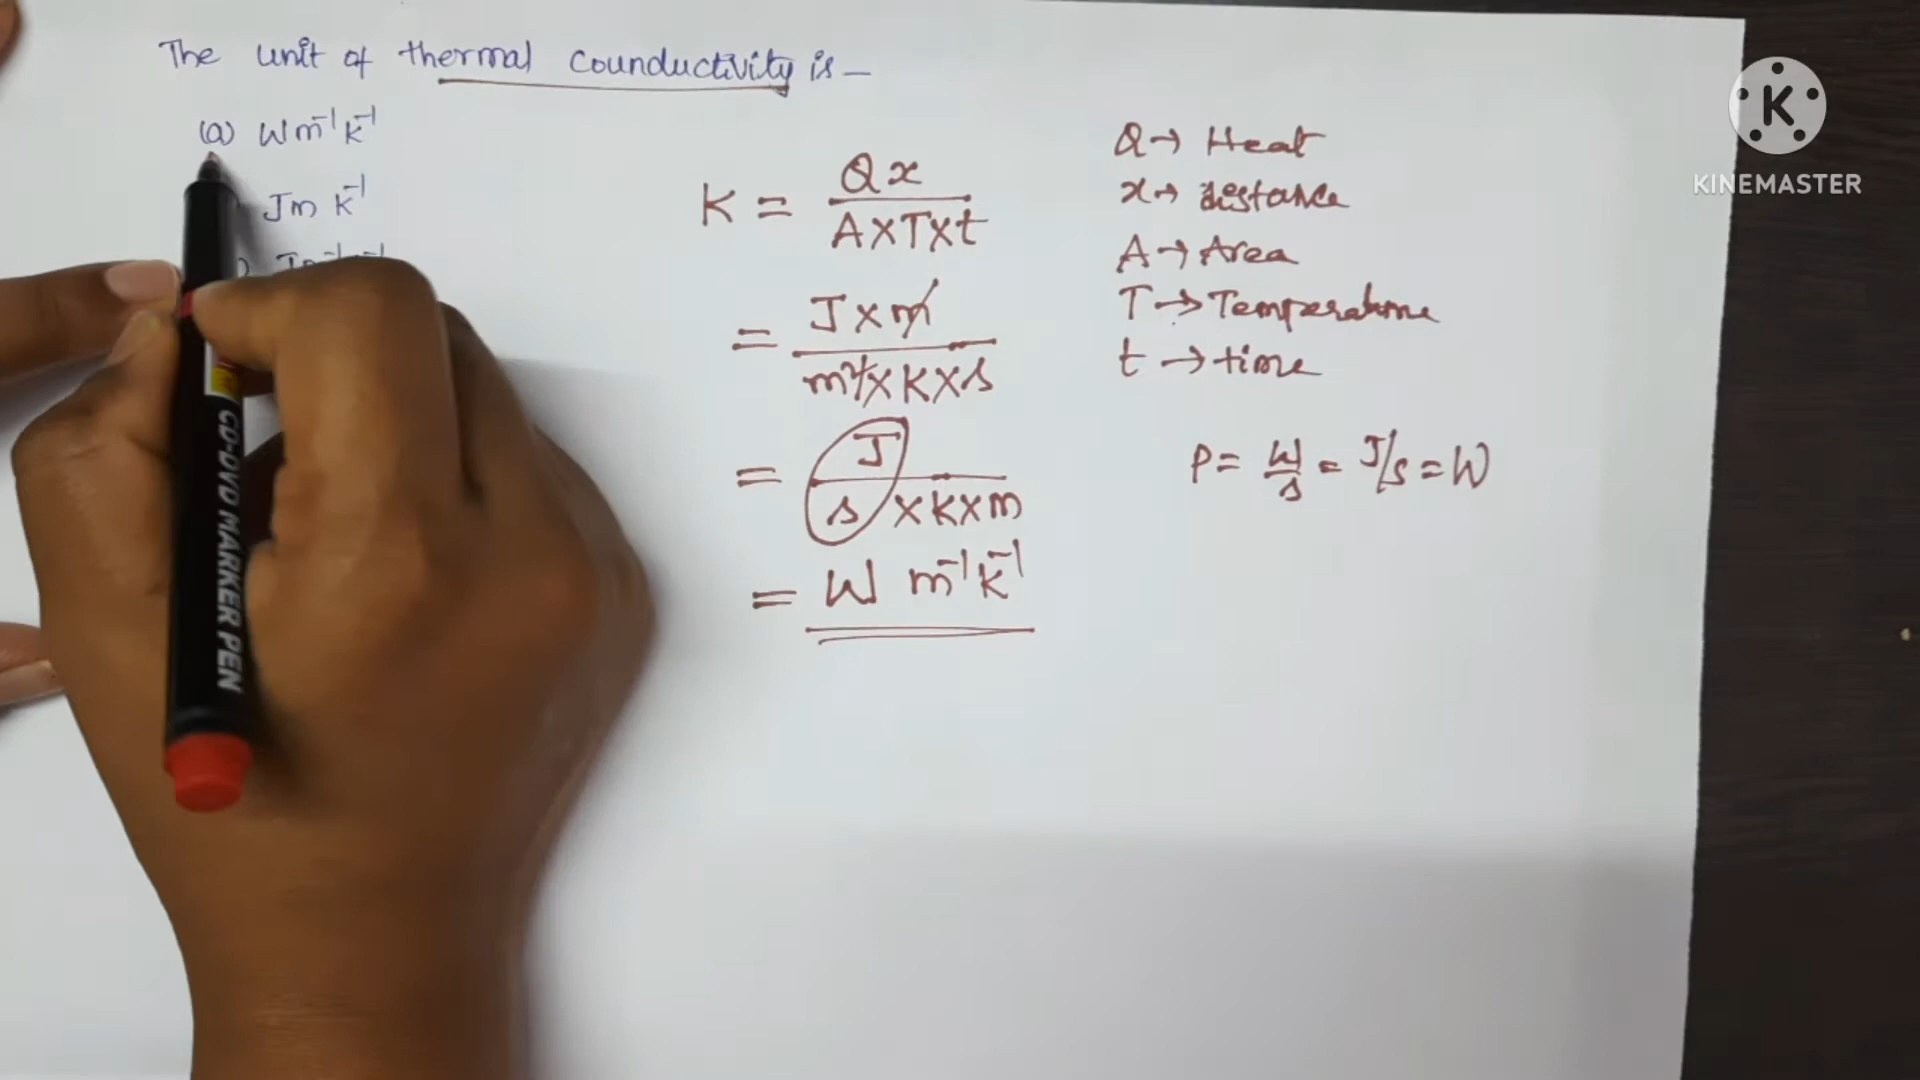 The unit of thermal counductivity is —
(a) W m⁻¹ k⁻¹
Jm k⁻¹
K = Qx / A×T×t
= J×m / m²×K×s
= J / s ×K×m
= W m⁻¹ k⁻¹
Q → Heat
x → distance
A → Area
T → Temperature
t → time
P = W/s = J/s = W
K
KINEMASTER
CD-DVD MARKER PEN